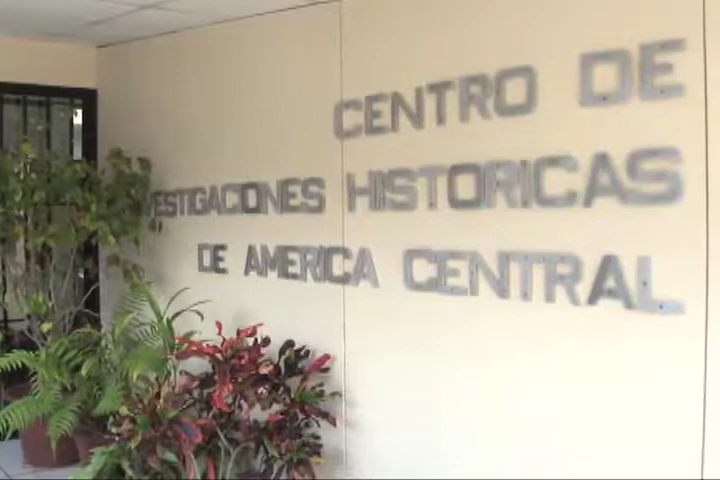 CENTRO DE
VESTIGACIONES HISTORICAS
DE AMERICA CENTRAL